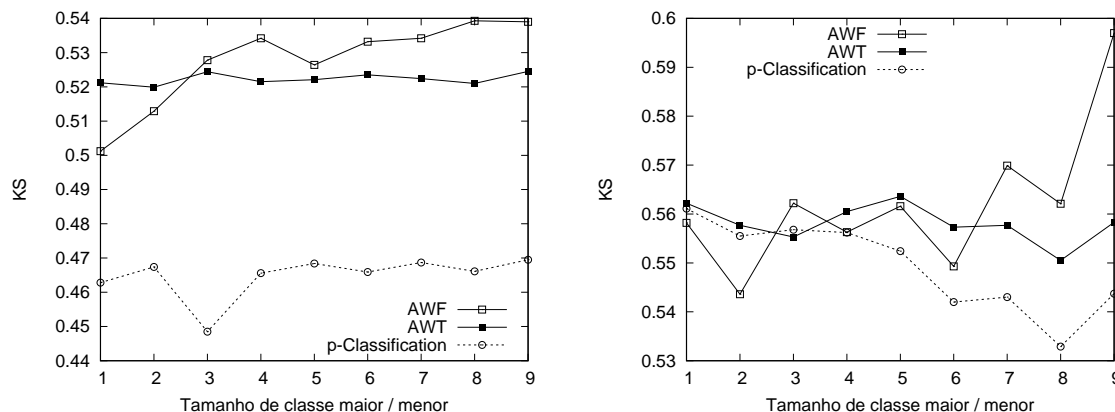 0.54
0.53
0.52
0.51
0.5
0.49
0.48
0.47
0.46
0.45
0.44
KS
AWF
AWT
p-Classification
1 2 3 4 5 6 7 8 9
Tamanho de classe maior / menor
0.6
0.59
0.58
0.57
0.56
0.55
0.54
0.53
KS
AWF
AWT
p-Classification
1 2 3 4 5 6 7 8 9
Tamanho de classe maior / menor